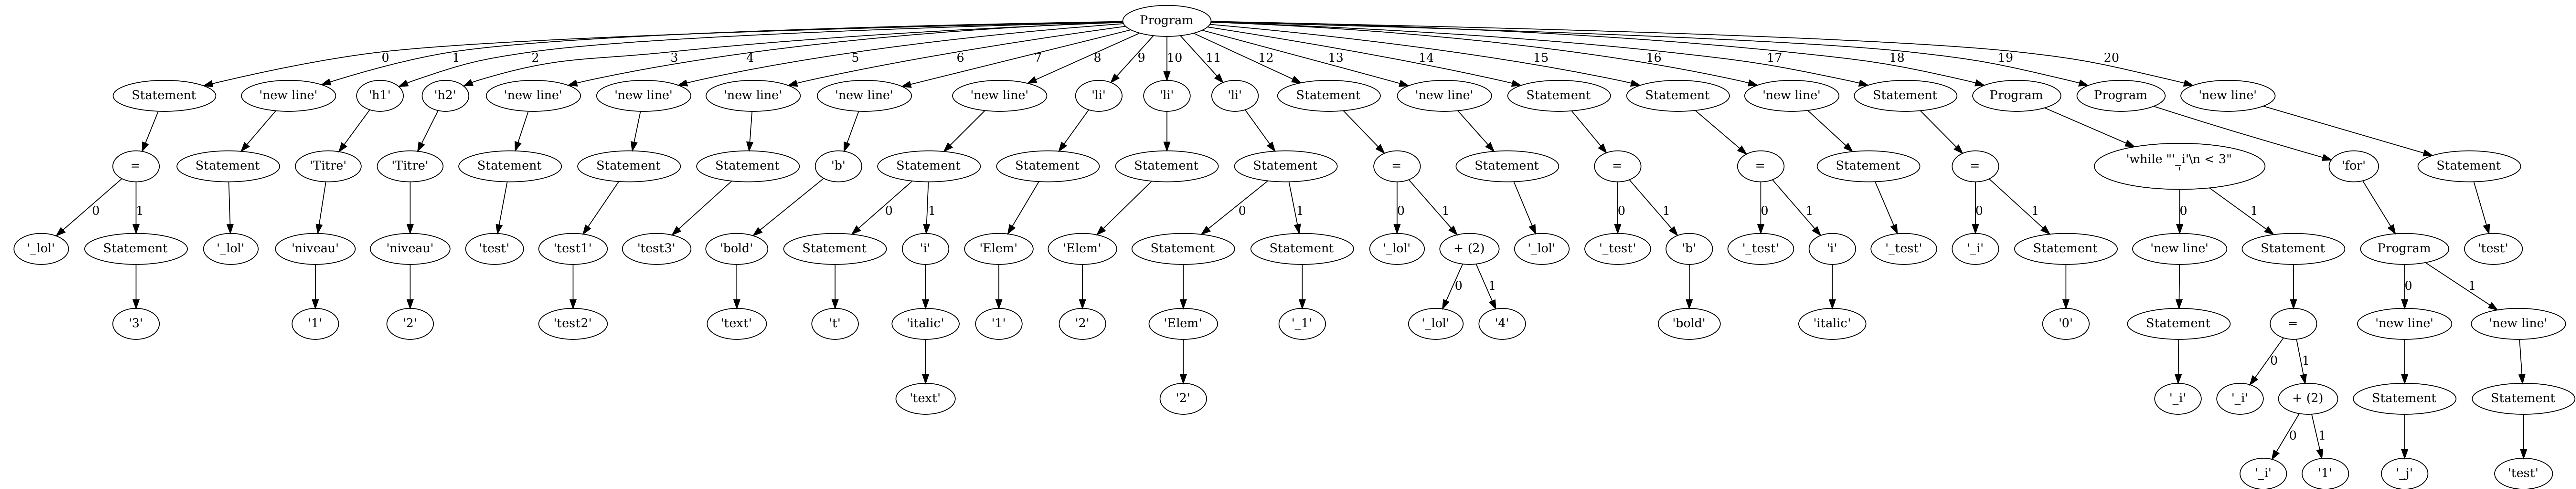 Program
0 1 2 3 4 5 6 7 8 9 10 11 12 13 14 15 16 17 18 19 20
Statement 'new line' 'h1' 'h2' 'new line' 'new line' 'new line' 'new line' 'new line' 'li' 'li' 'li' Statement 'new line' Statement Statement 'new line' Statement Program Program 'new line'
= Statement 'Titre' 'Titre' Statement Statement Statement 'b' Statement Statement Statement Statement = Statement = = Statement = 'while "'_i'\n < 3" 'for' Statement
'
0 1 0 1 0 1 0 1 0 1 0 1 0 1 0 1
'_lol' Statement '_lol' 'niveau' 'niveau' 'test' 'test1' 'test3' 'bold' Statement 'i' 'Elem' 'Elem' Statement Statement '_lol' + (2) '_lol' '_test' 'b' '_test' 'i' '_test' '_i' Statement 'new line' Statement Program 'test'
0 1 0 1
'3' '1' '2' 'test2' 'text' 't' 'italic' '1' '2' 'Elem' '_1' '_lol' '4' 'bold' 'italic' '0' Statement = 'new line' 'new line'
0 1
'text' '2' '_i' '_i' + (2) Statement Statement
0 1
'_i' '1' '_j' 'test'